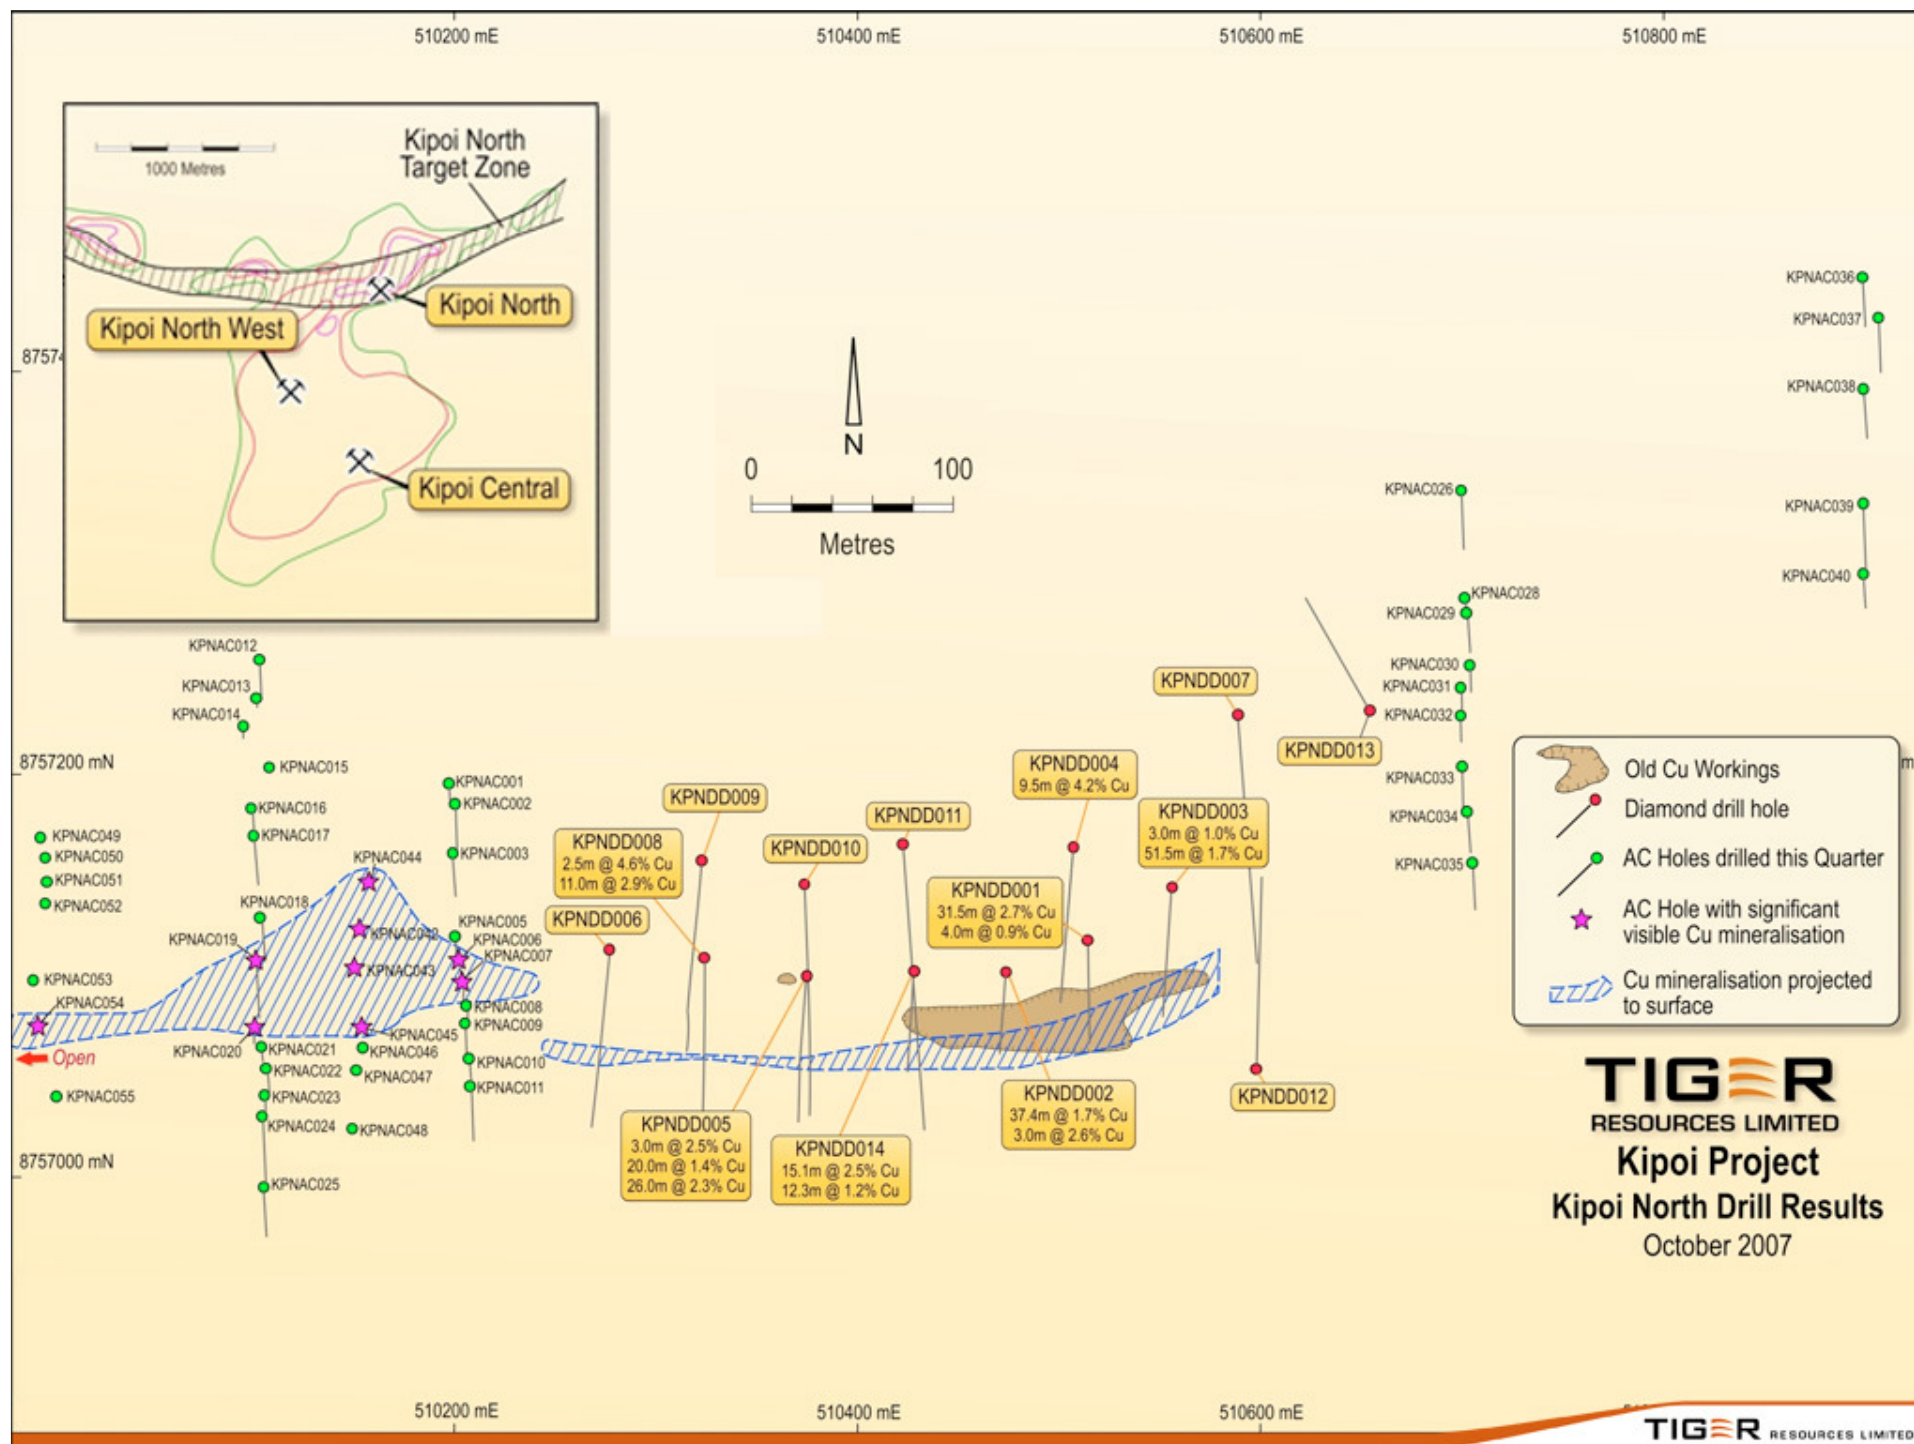 510200 mE
510400 mE
510600 mE
510800 mE
1000 Metres
Kipoi North
Target Zone
Kipoi North
Kipoi North West
Kipoi Central
87574
N
0 100
Metres
KPNAC036
KPNAC037
KPNAC038
KPNAC039
KPNAC040
KPNAC026
KPNAC028
KPNAC029
KPNAC030
KPNAC031
KPNAC032
KPNAC033
KPNAC034
KPNAC035
KPNAC012
KPNAC013
KPNAC014
8757200 mN
KPNAC015
KPNAC016
KPNAC017
KPNAC001
KPNAC002
KPNAC003
KPNAC049
KPNAC050
KPNAC051
KPNAC052
KPNAC044
KPNAC018
KPNAC019
KPNAC042
KPNAC043
KPNAC005
KPNAC006
KPNAC007
KPNAC053
KPNAC054
KPNAC008
KPNAC009
KPNAC045
KPNAC020
KPNAC021
KPNAC046
KPNAC010
Open
KPNAC022
KPNAC047
KPNAC011
KPNAC055
KPNAC023
KPNAC024
KPNAC048
8757000 mN
KPNAC025
KPNDD007
KPNDD013
KPNDD004
9.5m @ 4.2% Cu
KPNDD009
KPNDD011
KPNDD003
3.0m @ 1.0% Cu
51.5m @ 1.7% Cu
KPNDD008
2.5m @ 4.6% Cu
11.0m @ 2.9% Cu
KPNDD010
KPNDD001
31.5m @ 2.7% Cu
4.0m @ 0.9% Cu
KPNDD006
KPNDD012
KPNDD002
37.4m @ 1.7% Cu
3.0m @ 2.6% Cu
KPNDD005
3.0m @ 2.5% Cu
20.0m @ 1.4% Cu
26.0m @ 2.3% Cu
KPNDD014
15.1m @ 2.5% Cu
12.3m @ 1.2% Cu
m
Old Cu Workings
Diamond drill hole
AC Holes drilled this Quarter
AC Hole with significant
visible Cu mineralisation
Cu mineralisation projected
to surface
TIGER
RESOURCES LIMITED
Kipoi Project
Kipoi North Drill Results
October 2007
510200 mE
510400 mE
510600 mE
TIGER RESOURCES LIMITED